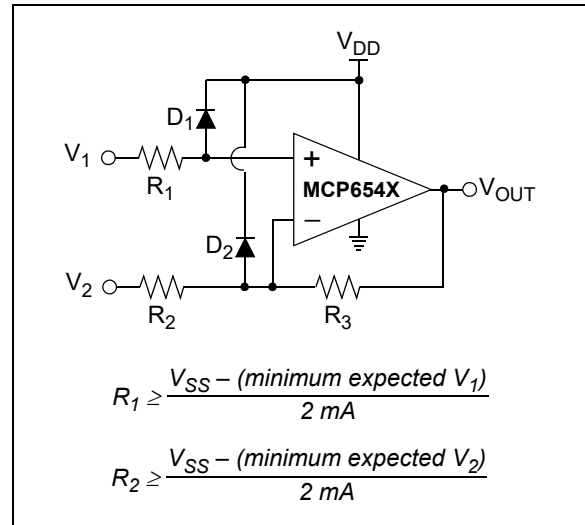 V_DD
D_1
V_1
R_1
+
MCP654X
V_OUT
–
D_2
V_2
R_2
R_3
R_1 ≥ V_SS – (minimum expected V_1) / 2 mA
R_2 ≥ V_SS – (minimum expected V_2) / 2 mA